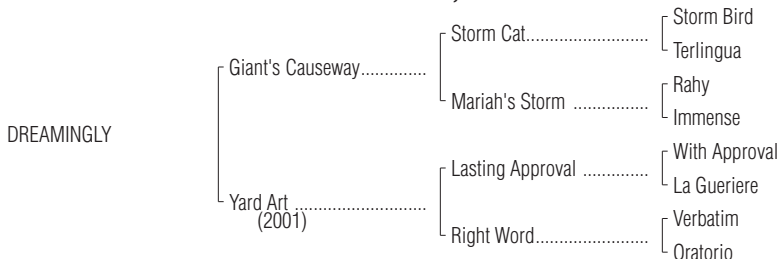 Storm Bird
Storm Cat........................
Terlingua
Giant's Causeway..............
Rahy
Mariah's Storm ...............
Immense
DREAMINGLY
With Approval
Lasting Approval .............
La Gueriere
Yard Art ............................
(2001)
Verbatim
Right Word.......................
Oratorio